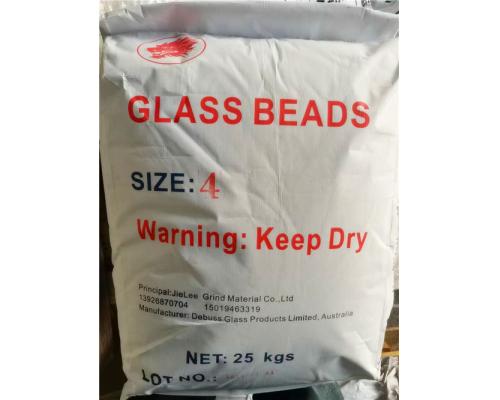 GLASS BEADS
SIZE: 4
Warning: Keep Dry
Principal:JieLee Grind Material Co.,Ltd
13926870704 15019463319
Manufacturer: Debuss Glass Products Limited, Australia
NET: 25 kgs
LOT NO.: